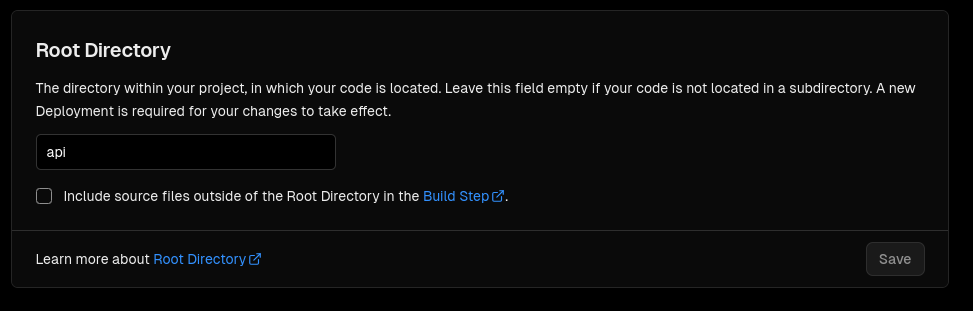 Root Directory
The directory within your project, in which your code is located. Leave this field empty if your code is not located in a subdirectory. A new
Deployment is required for your changes to take effect.
api
Include source files outside of the Root Directory in the Build Step.
Learn more about Root Directory
Save